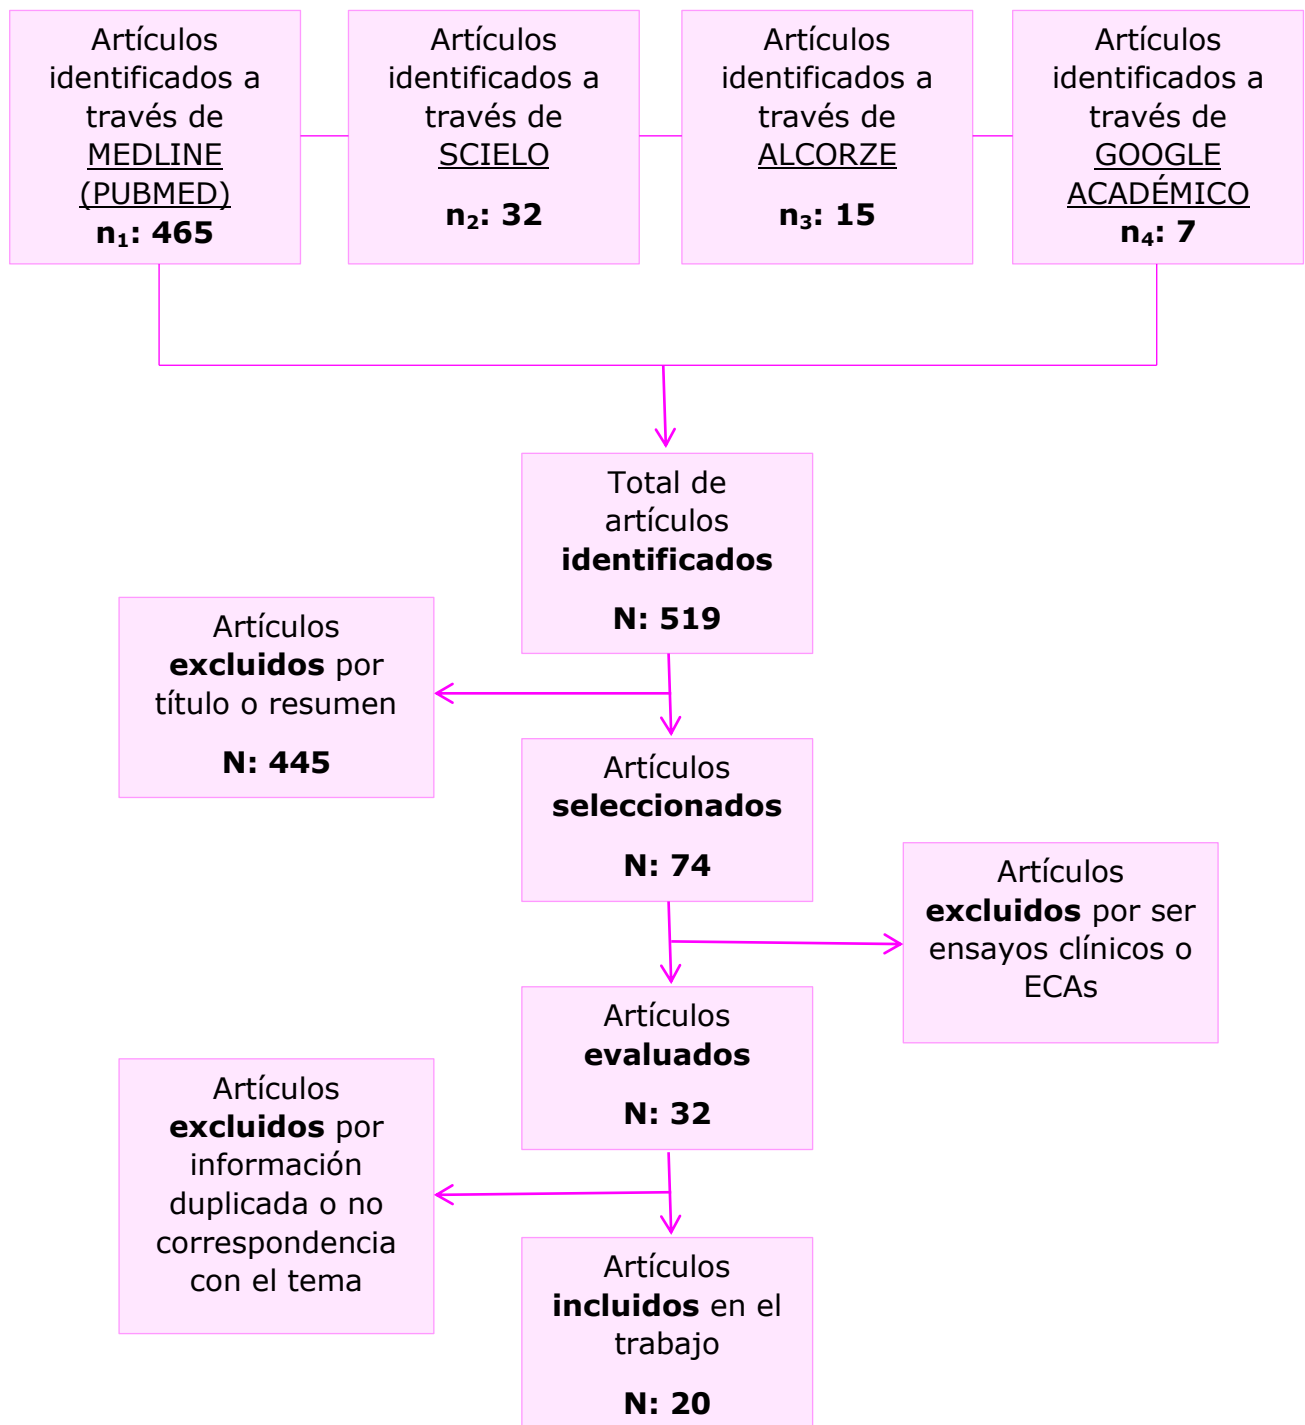 Artículos
identificados a
través de
MEDLINE
(PUBMED)
n₁: 465
Artículos
identificados a
través de
SCIELO
n₂: 32
Artículos
identificados a
través de
ALCORZE
n₃: 15
Artículos
identificados a
través de
GOOGLE
ACADÉMICO
n₄: 7
Total de
artículos
identificados
N: 519
Artículos
excluidos por
título o resumen
N: 445
Artículos
seleccionados
N: 74
Artículos
excluidos por ser
ensayos clínicos o
ECAs
Artículos
evaluados
N: 32
Artículos
excluidos por
información
duplicada o no
correspondencia
con el tema
Artículos
incluidos en el
trabajo
N: 20